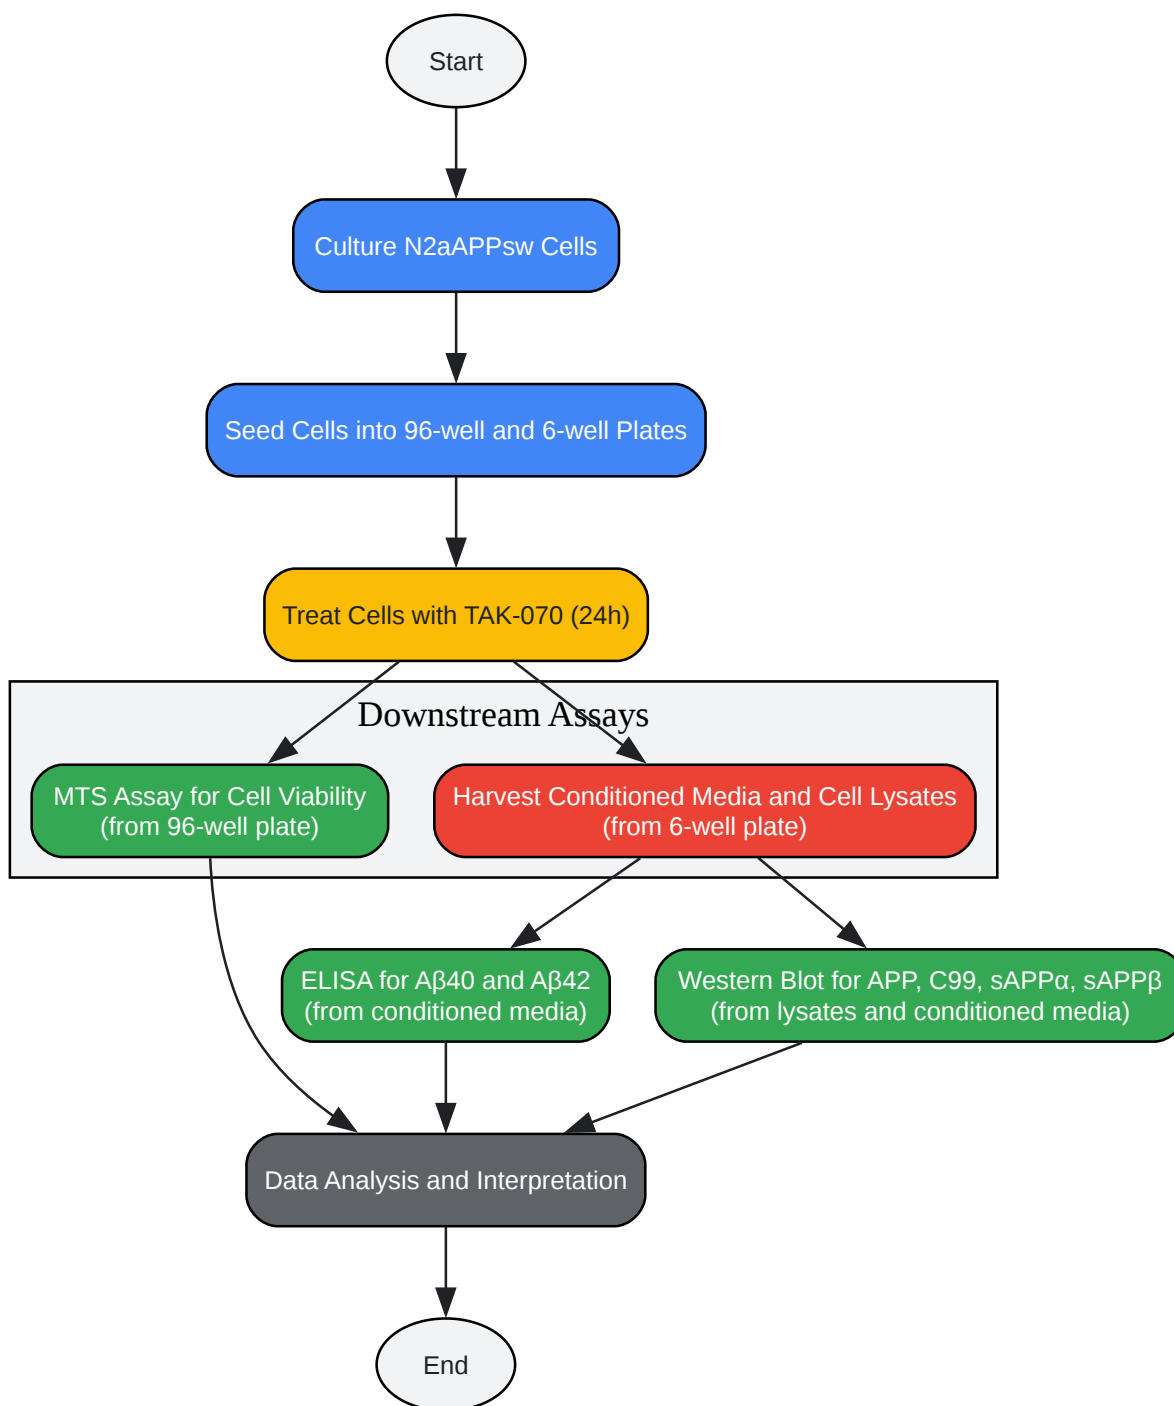 Start
Culture N2aAPPsw Cells
Seed Cells into 96-well and 6-well Plates
Treat Cells with TAK-070 (24h)
Downstream Assays
MTS Assay for Cell Viability
(from 96-well plate)
Harvest Conditioned Media and Cell Lysates
(from 6-well plate)
ELISA for Aβ40 and Aβ42
(from conditioned media)
Western Blot for APP, C99, sAPPα, sAPPβ
(from lysates and conditioned media)
Data Analysis and Interpretation
End